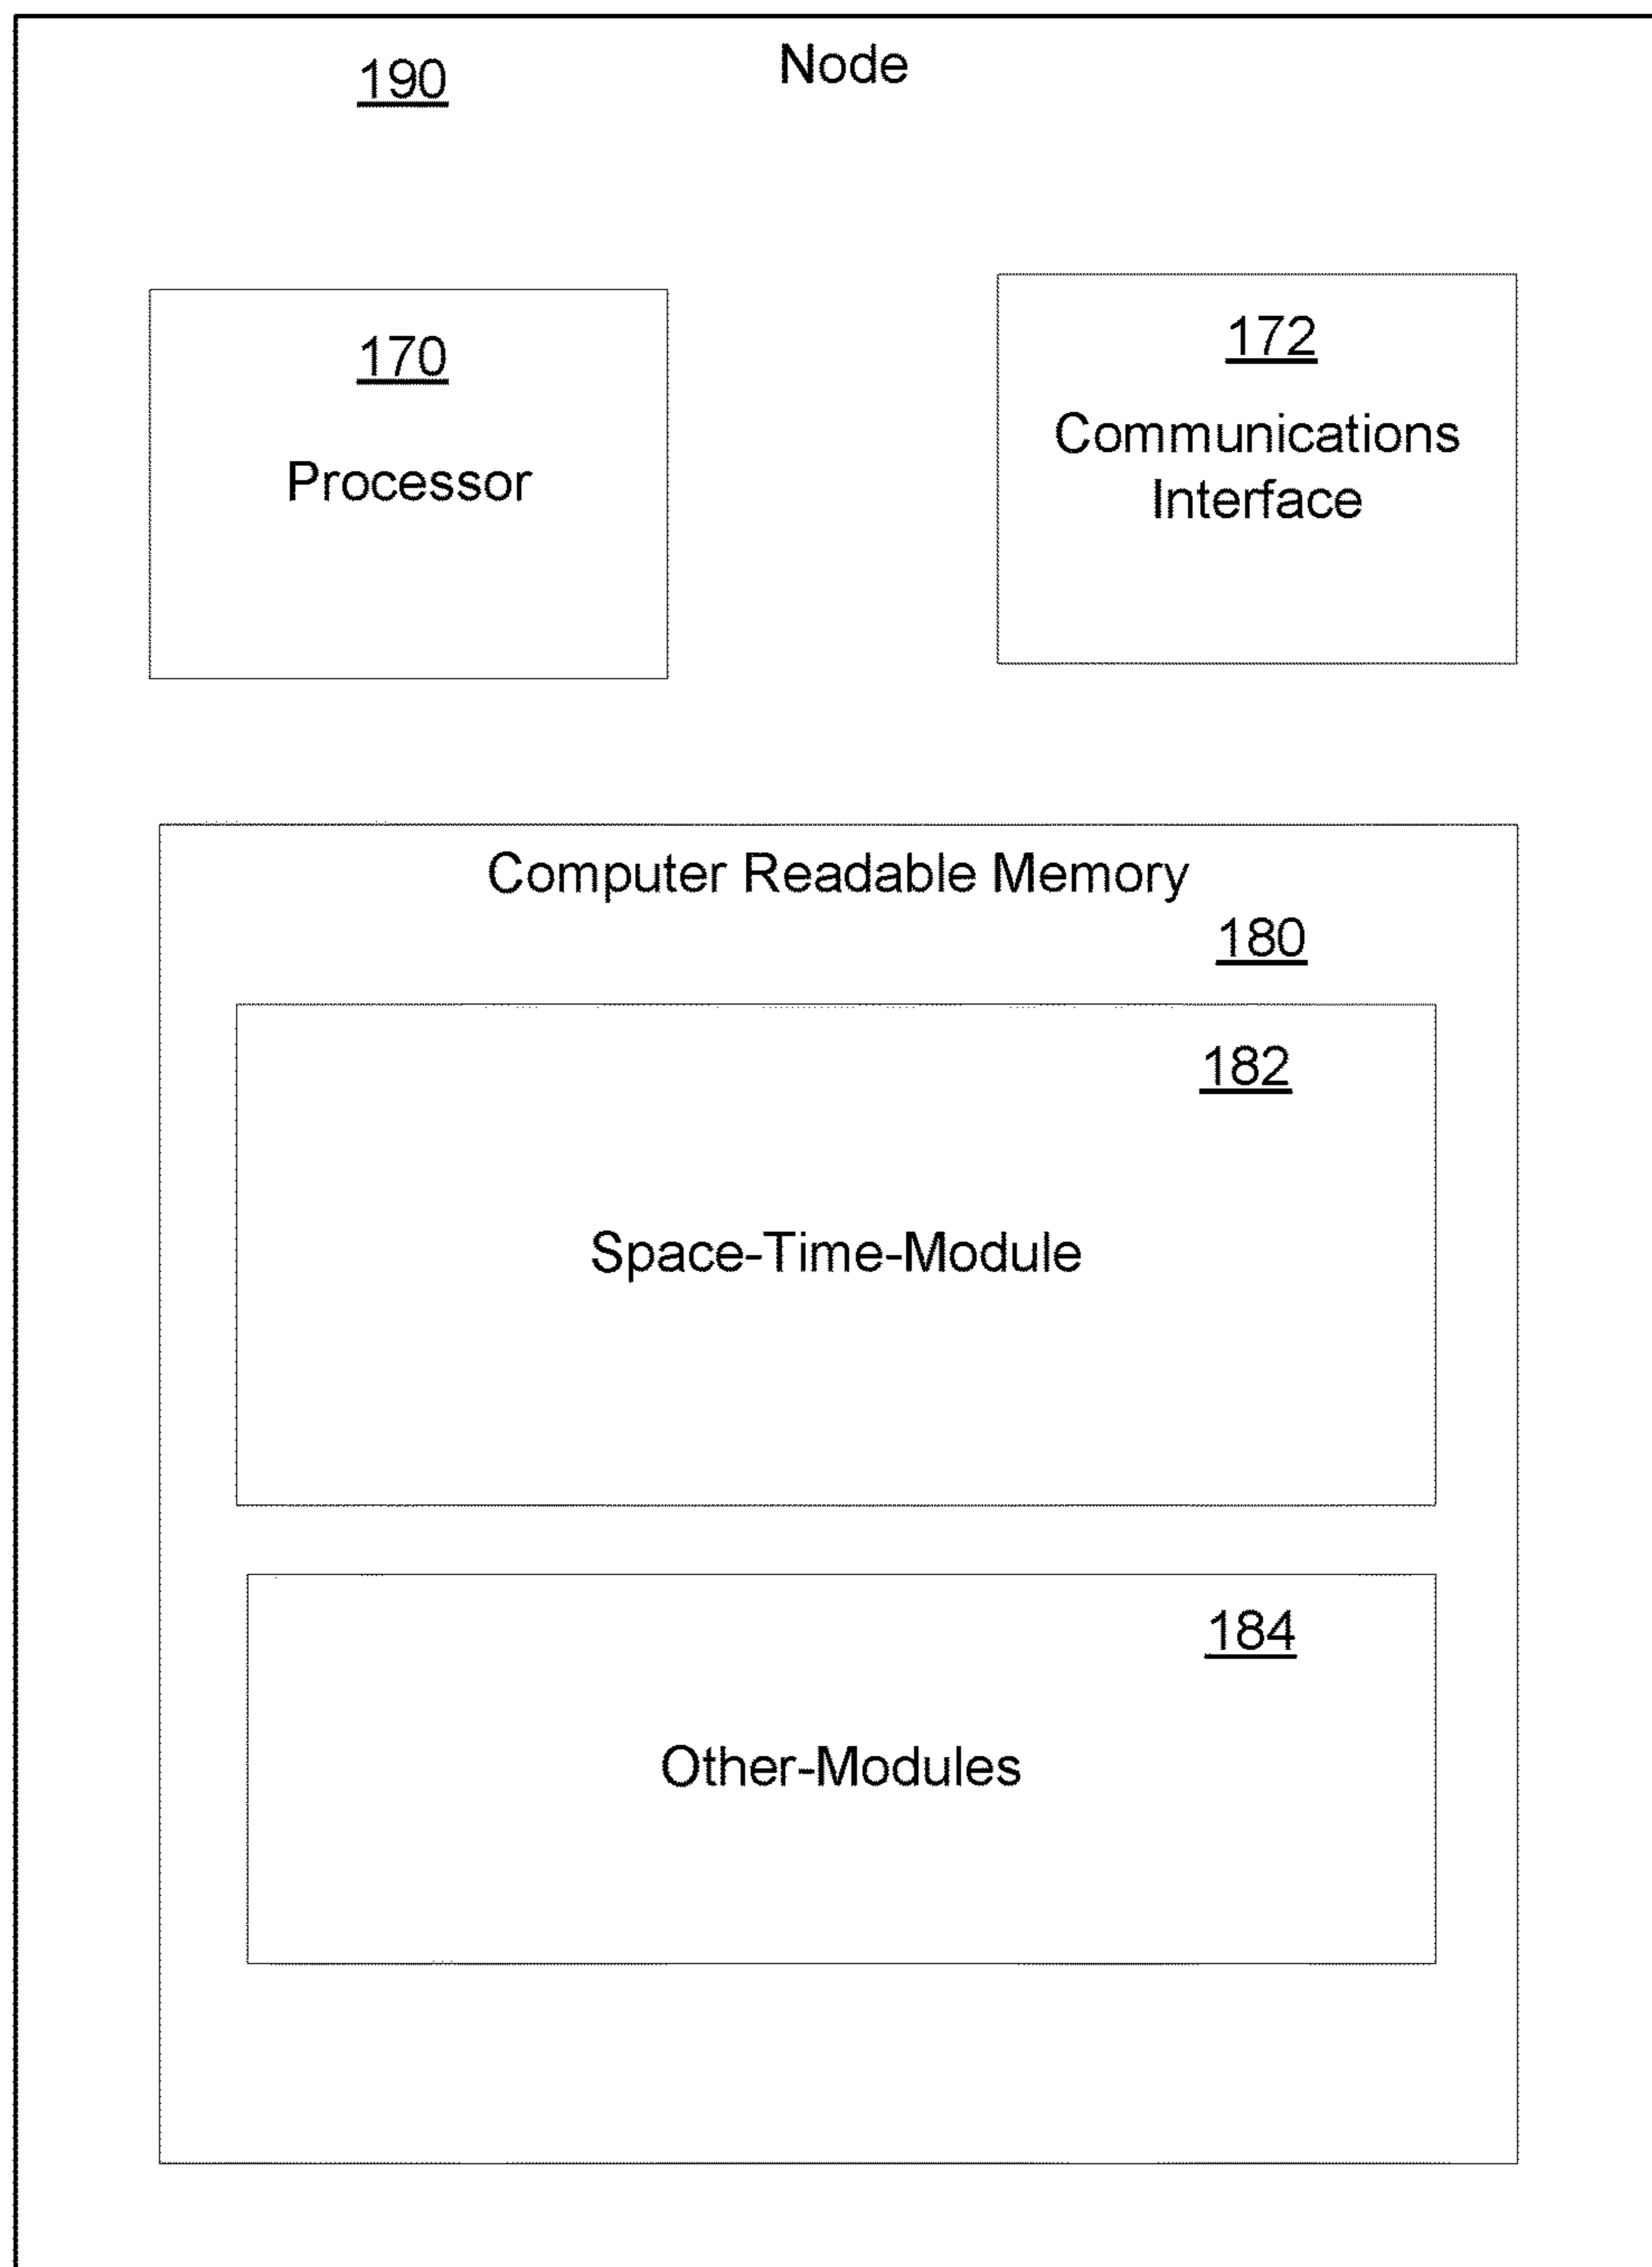 Node
190
170
Processor
172
Communications
Interface
Computer Readable Memory
180
182
Space-Time-Module
184
Other-Modules